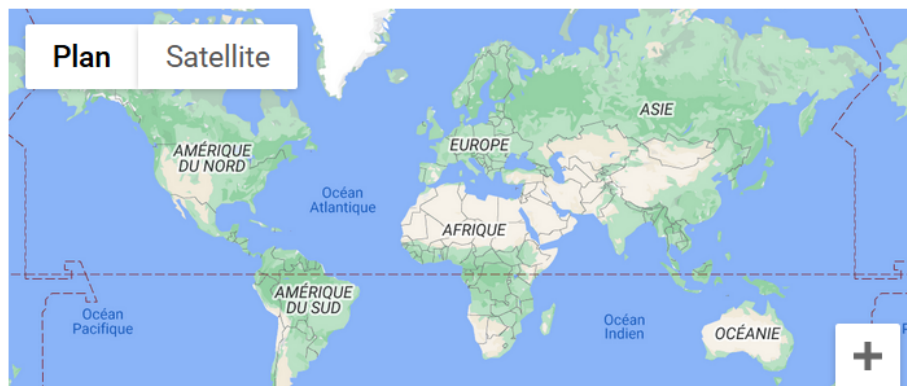 Plan
Satellite
ASIE
EUROPE
AMÉRIQUE
DU NORD
Océan
Atlantique
AFRIQUE
AMÉRIQUE
DU SUD
Océan
Pacifique
Océan
Indien
OCÉANIE
+